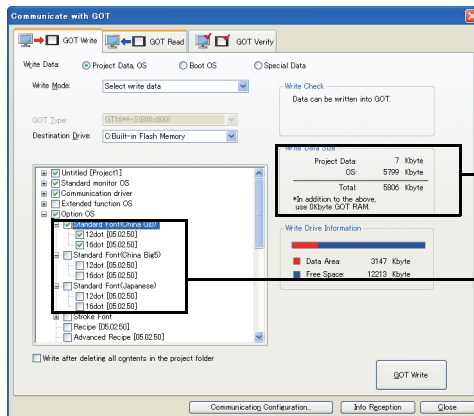 Communicate with GOT
GOT Write
GOT Read
GOT Verify
Write Data:
Project Data, OS
Boot OS
Special Data
Write Mode:
Select write data
GOT Type:
GT16**-S(800x600)
Destination Drive:
C:Built-in Flash Memory
Write Check
Data can be written into GOT.
Write Data Size
Project Data: 7 Kbyte
OS: 5799 Kbyte
Total: 5806 Kbyte
*In addition to the above,
use 0Kbyte GOT RAM.
Write Drive Information
Data Area: 3147 Kbyte
Free Space: 12213 Kbyte
Untitled [Project1]
Standard monitor OS
Communication driver
Extended function OS
Option OS
Standard Font(China GB)
12dot [05.02.50]
16dot [05.02.50]
Standard Font(China Big5)
12dot [05.02.50]
16dot [05.02.50]
Standard Font(Japanese)
12dot [05.02.50]
16dot [05.02.50]
Stroke Font
Recipe [05.02.50]
Advanced Recipe [05.02.50]
Write after deleting all contents in the project folder
GOT Write
Communication Configuration...
Info Reception
Close